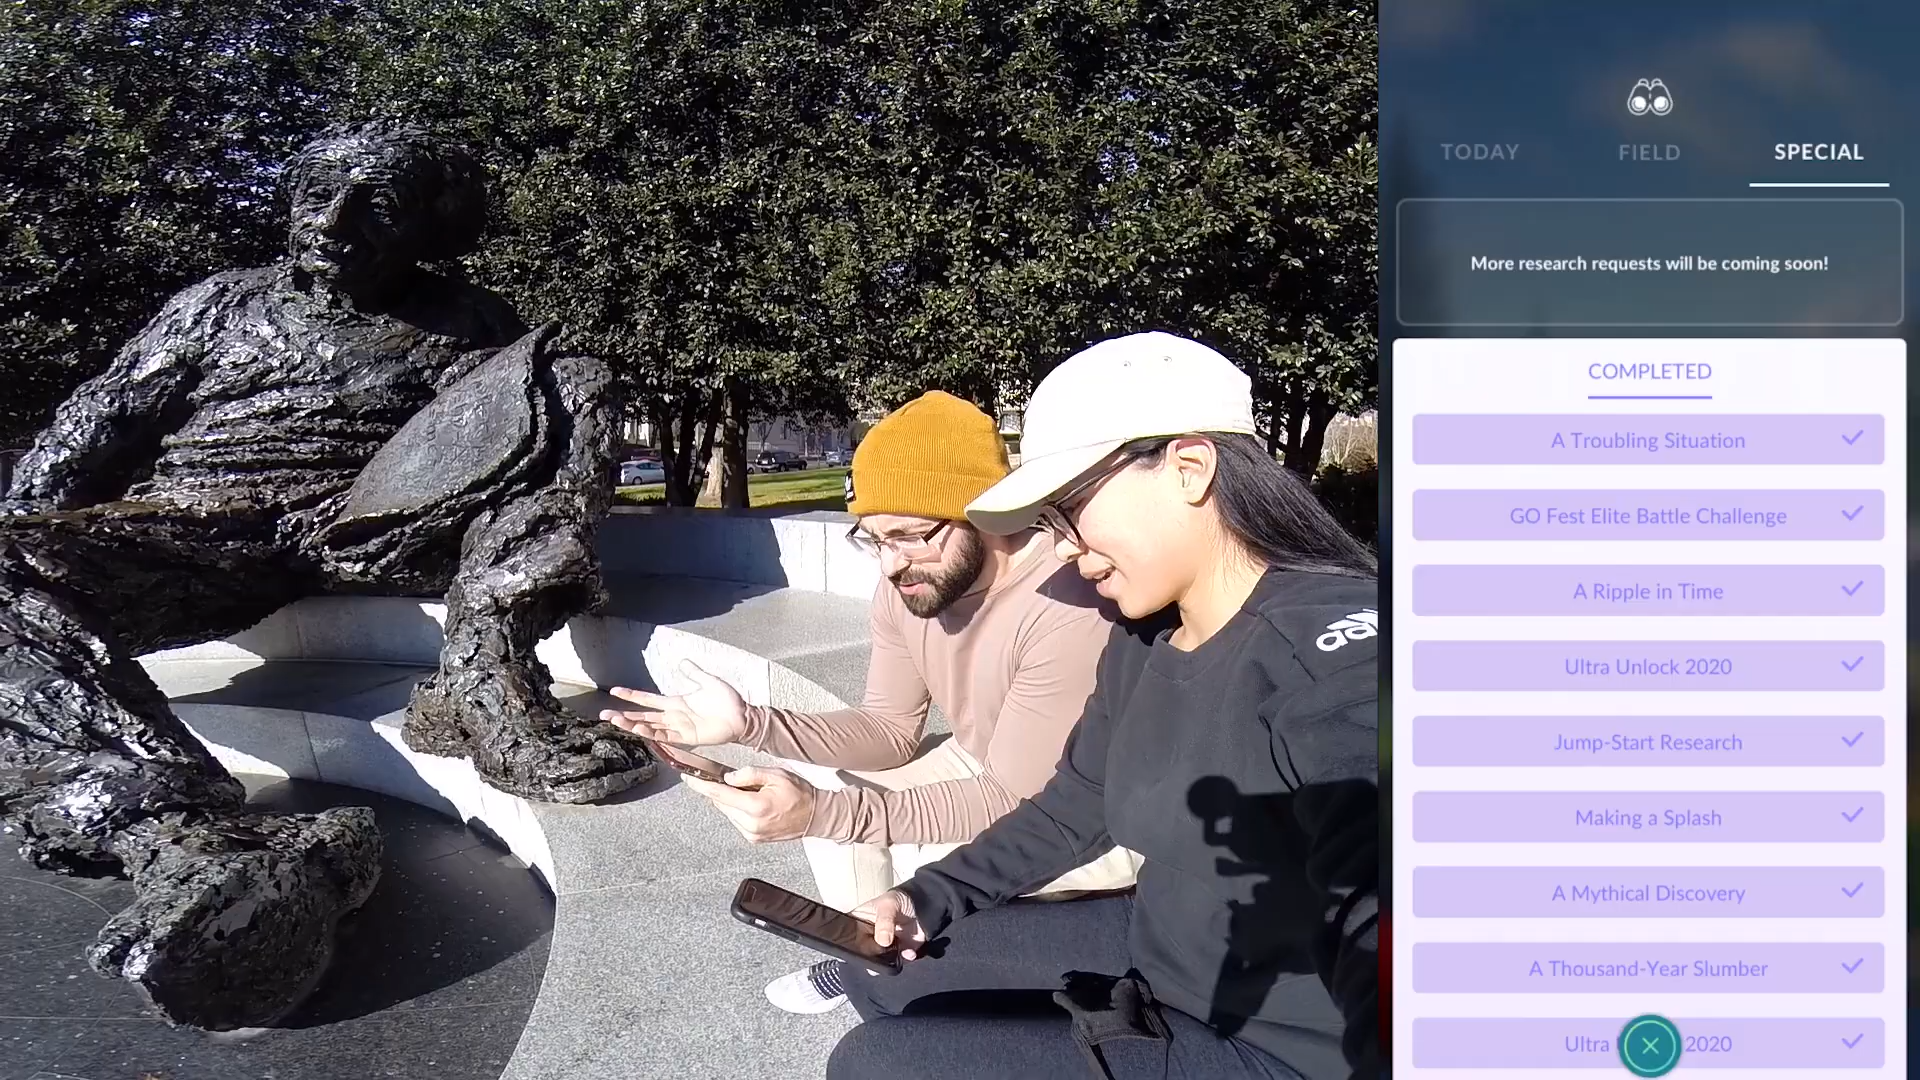 TODAY FIELD SPECIAL
More research requests will be coming soon!
COMPLETED
A Troubling Situation
GO Fest Elite Battle Challenge
A Ripple in Time
Ultra Unlock 2020
Jump-Start Research
Making a Splash
A Mythical Discovery
A Thousand-Year Slumber
Ultra 2020